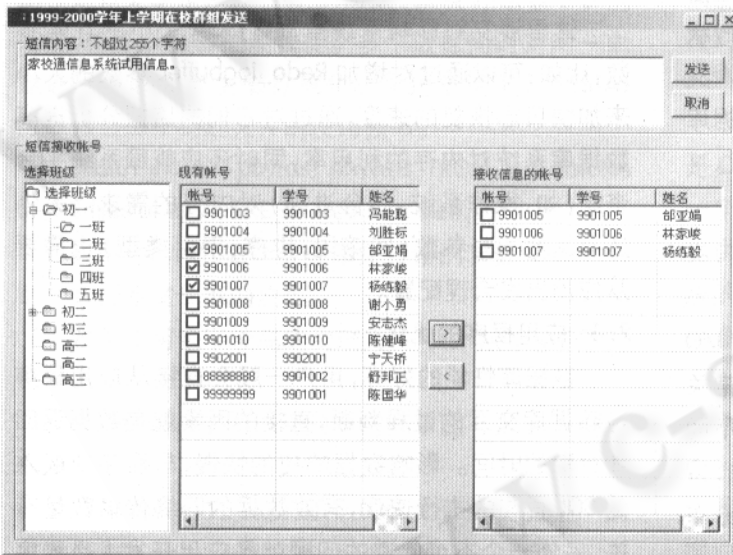 1999-2000学年上学期在校群组发送
短信内容：不超过255个字符
家校通信息系统试用信息。
发送
取消
短信接收帐号
选择班级
选择班级
初一
一班
二班
三班
四班
五班
初二
初三
高一
高二
高三
现有帐号
帐号 学号 姓名
9901003 9901003 冯能聪
9901004 9901004 刘胜标
9901005 9901005 邰亚娟
9901006 9901006 林家峻
9901007 9901007 杨练毅
9901008 9901008 谢小勇
9901009 9901009 安志杰
9901010 9901010 陈健峰
9902001 9902001 宁天桥
88888888 9901002 舒邦正
99999999 9901001 陈国华
>
<
接收信息的帐号
帐号 学号 姓名
9901005 9901005 邰亚娟
9901006 9901006 林家峻
9901007 9901007 杨练毅